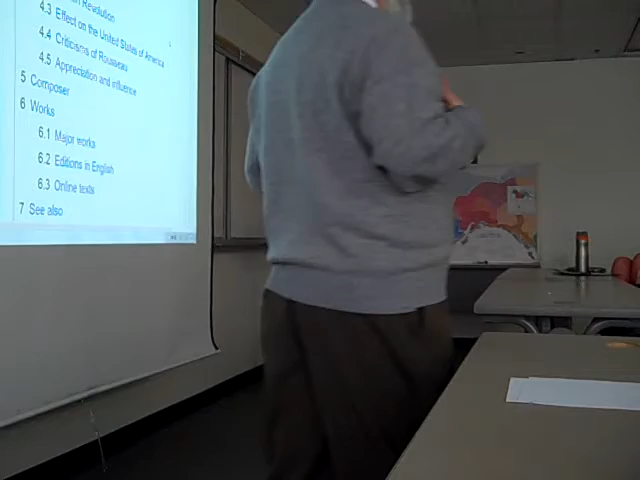 Revolution
4.3 Effect on the United States of America
4.4 Criticisms of Rousseau
4.5 Appreciation and influence
5 Composer
6 Works
6.1 Major works
6.2 Editions in English
6.3 Online texts
7 See also